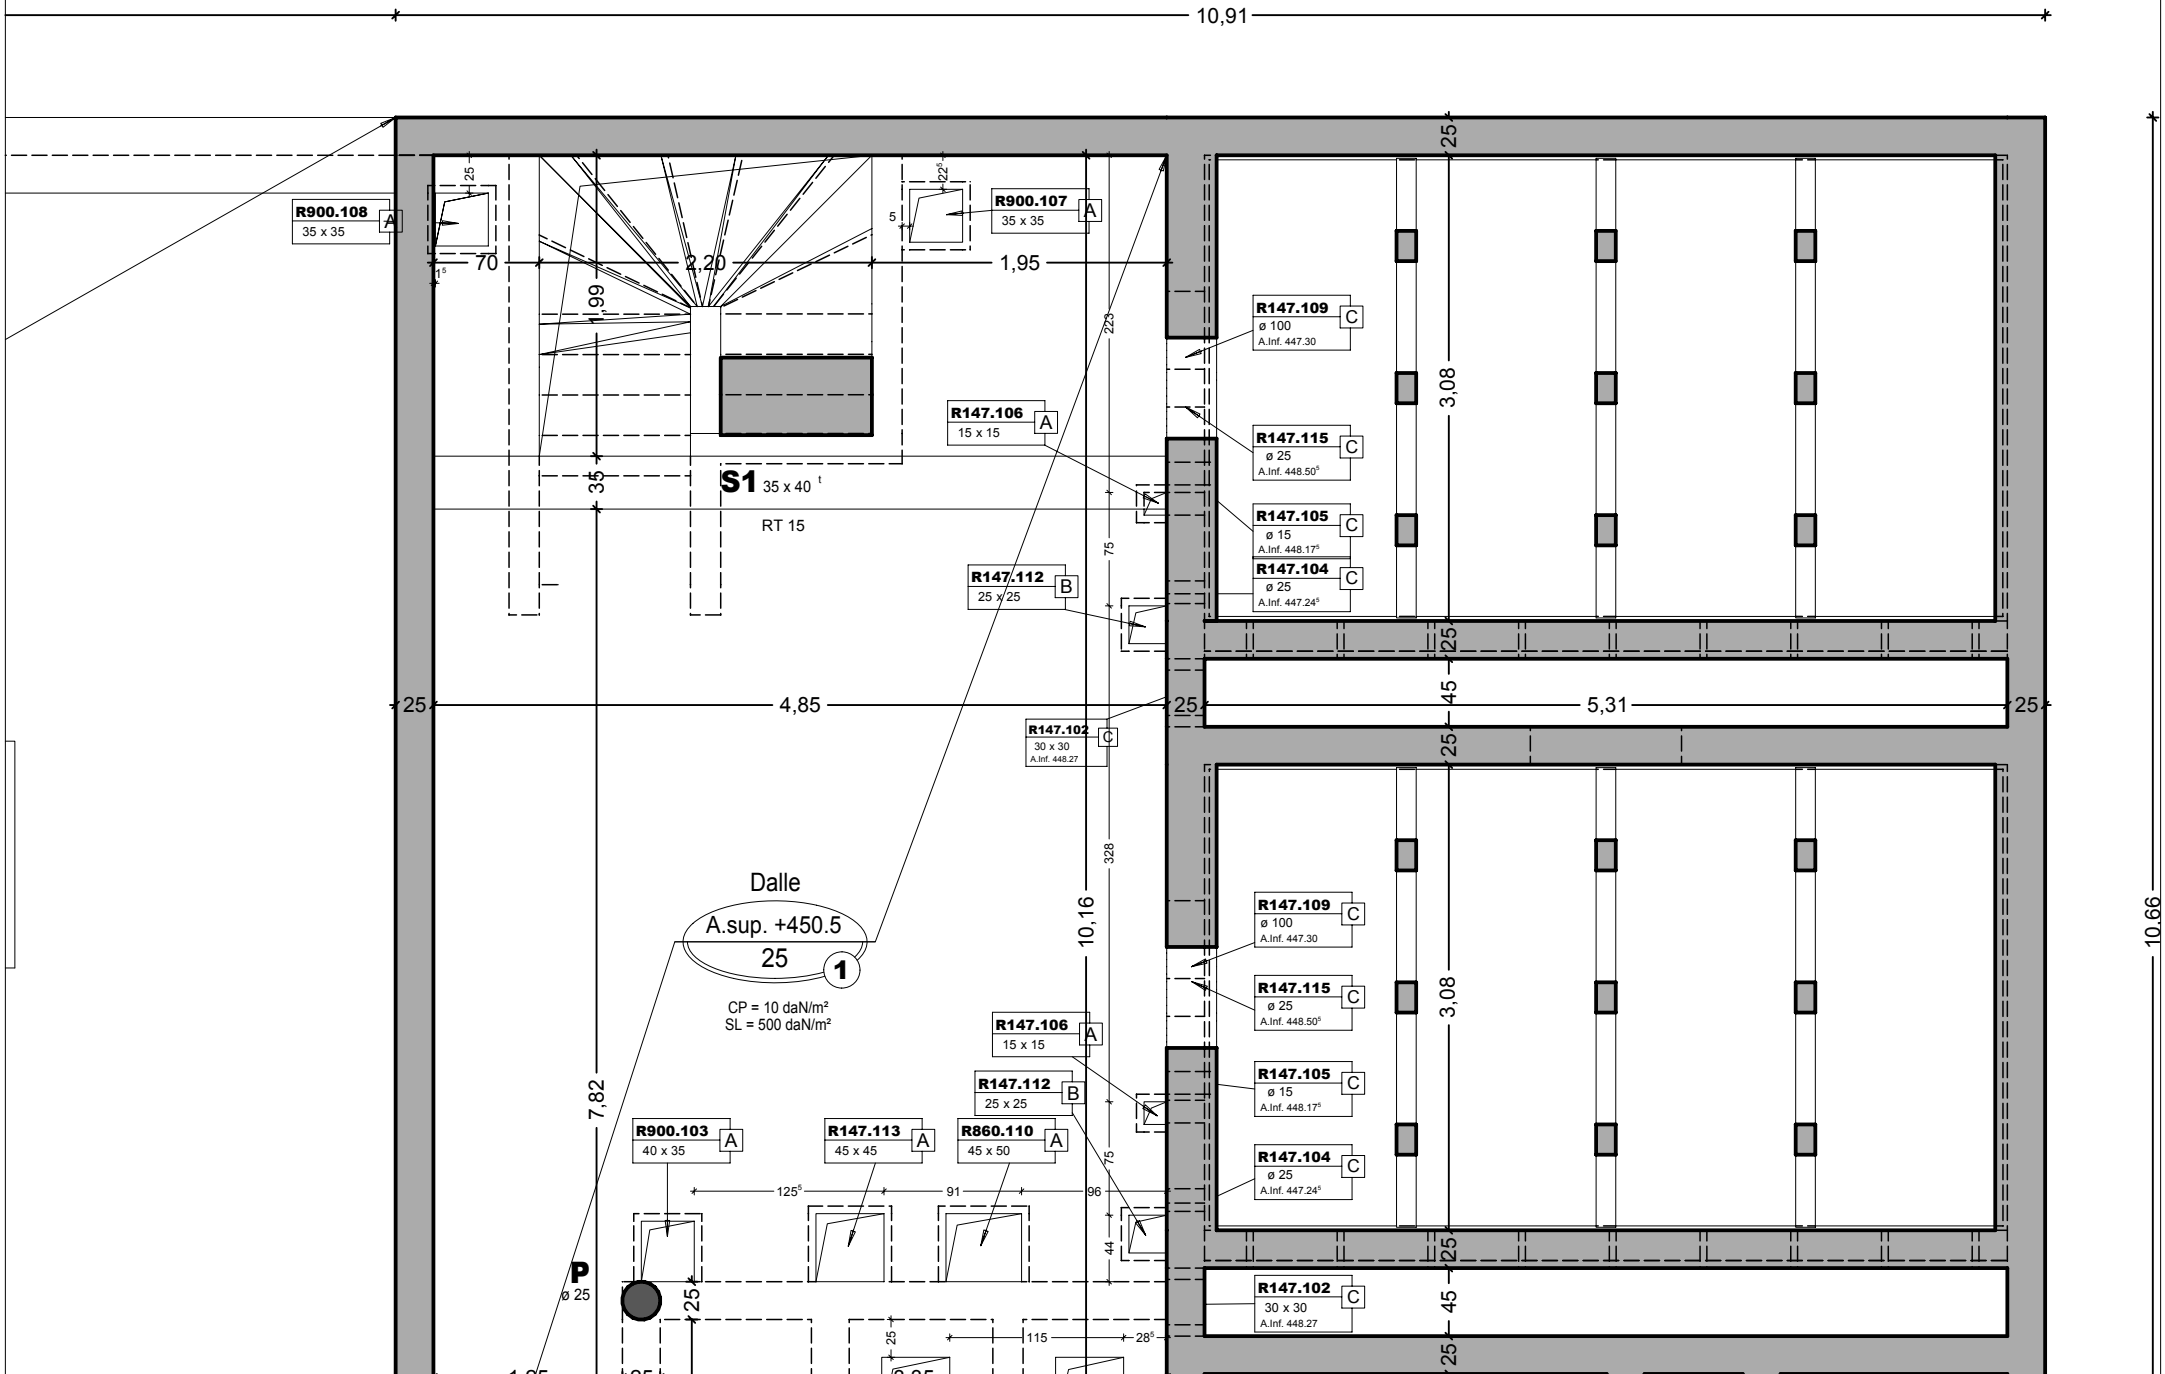 10,91
25
25
22⁵
R900.108 A
35 x 35
R900.107 A
35 x 35
5
70
2,20
1,95
1⁵
1,99
223
R147.109 C
ø 100
A.Inf. 447.30
3,08
R147.106 A
15 x 15
R147.115 C
ø 25
A.Inf. 448.50⁵
35
S1 35 x 40 ᵗ
RT 15
R147.105 C
ø 15
A.Inf. 448.17⁵
75
R147.112 B
25 x 25
R147.104 C
ø 25
A.Inf. 447.24⁵
25
45
25
4,85
25
5,31
25
R147.102 C
30 x 30
A.Inf. 448.27
25
328
Dalle
A.sup. +450.5
25
1
CP = 10 daN/m²
SL = 500 daN/m²
10,16
R147.109 C
ø 100
A.Inf. 447.30
10,66
R147.115 C
ø 25
A.Inf. 448.50⁵
3,08
R147.106 A
15 x 15
R147.112 B
25 x 25
R147.105 C
ø 15
A.Inf. 448.17⁵
7,82
R900.103 A
40 x 35
R147.113 A
45 x 45
R860.110 A
45 x 50
75
R147.104 C
ø 25
A.Inf. 447.24⁵
125⁵
91
96
44
25
P
ø 25
25
R147.102 C
30 x 30
A.Inf. 448.27
45
25
115
28⁵
25